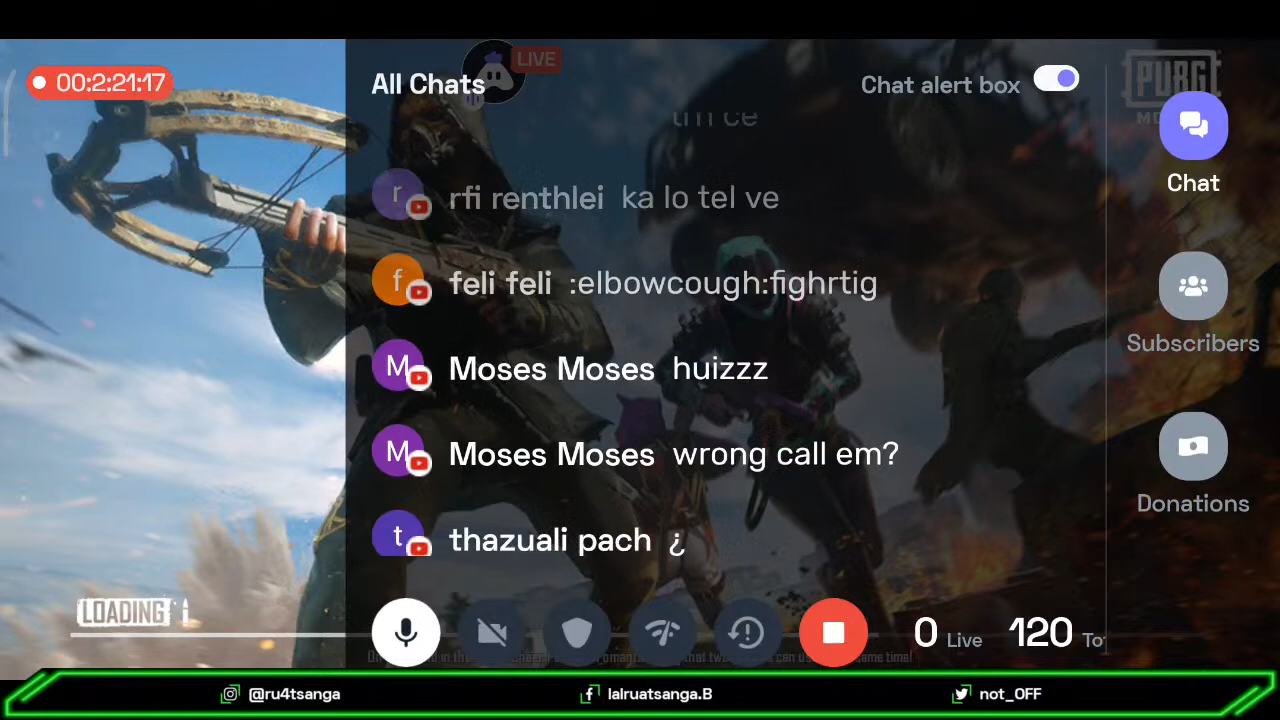 LIVE
00:2:21:17
All Chats
Chat alert box
PUBG
Chat
rfi renthlei ka lo tel ve
feli feli :elbowcough:fighrtig
Subscribers
Moses Moses huizzz
Moses Moses wrong call em?
Donations
thazuali pach ¿
LOADING
0 Live 120 To
@ru4tsanga
lalruatsanga.B
not_OFF